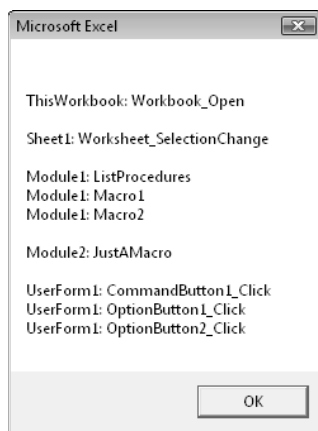 Microsoft Excel
ThisWorkbook: Workbook_Open
Sheet1: Worksheet_SelectionChange
Module1: ListProcedures
Module1: Macro1
Module1: Macro2
Module2: JustAMacro
UserForm1: CommandButton1_Click
UserForm1: OptionButton1_Click
UserForm1: OptionButton2_Click
OK